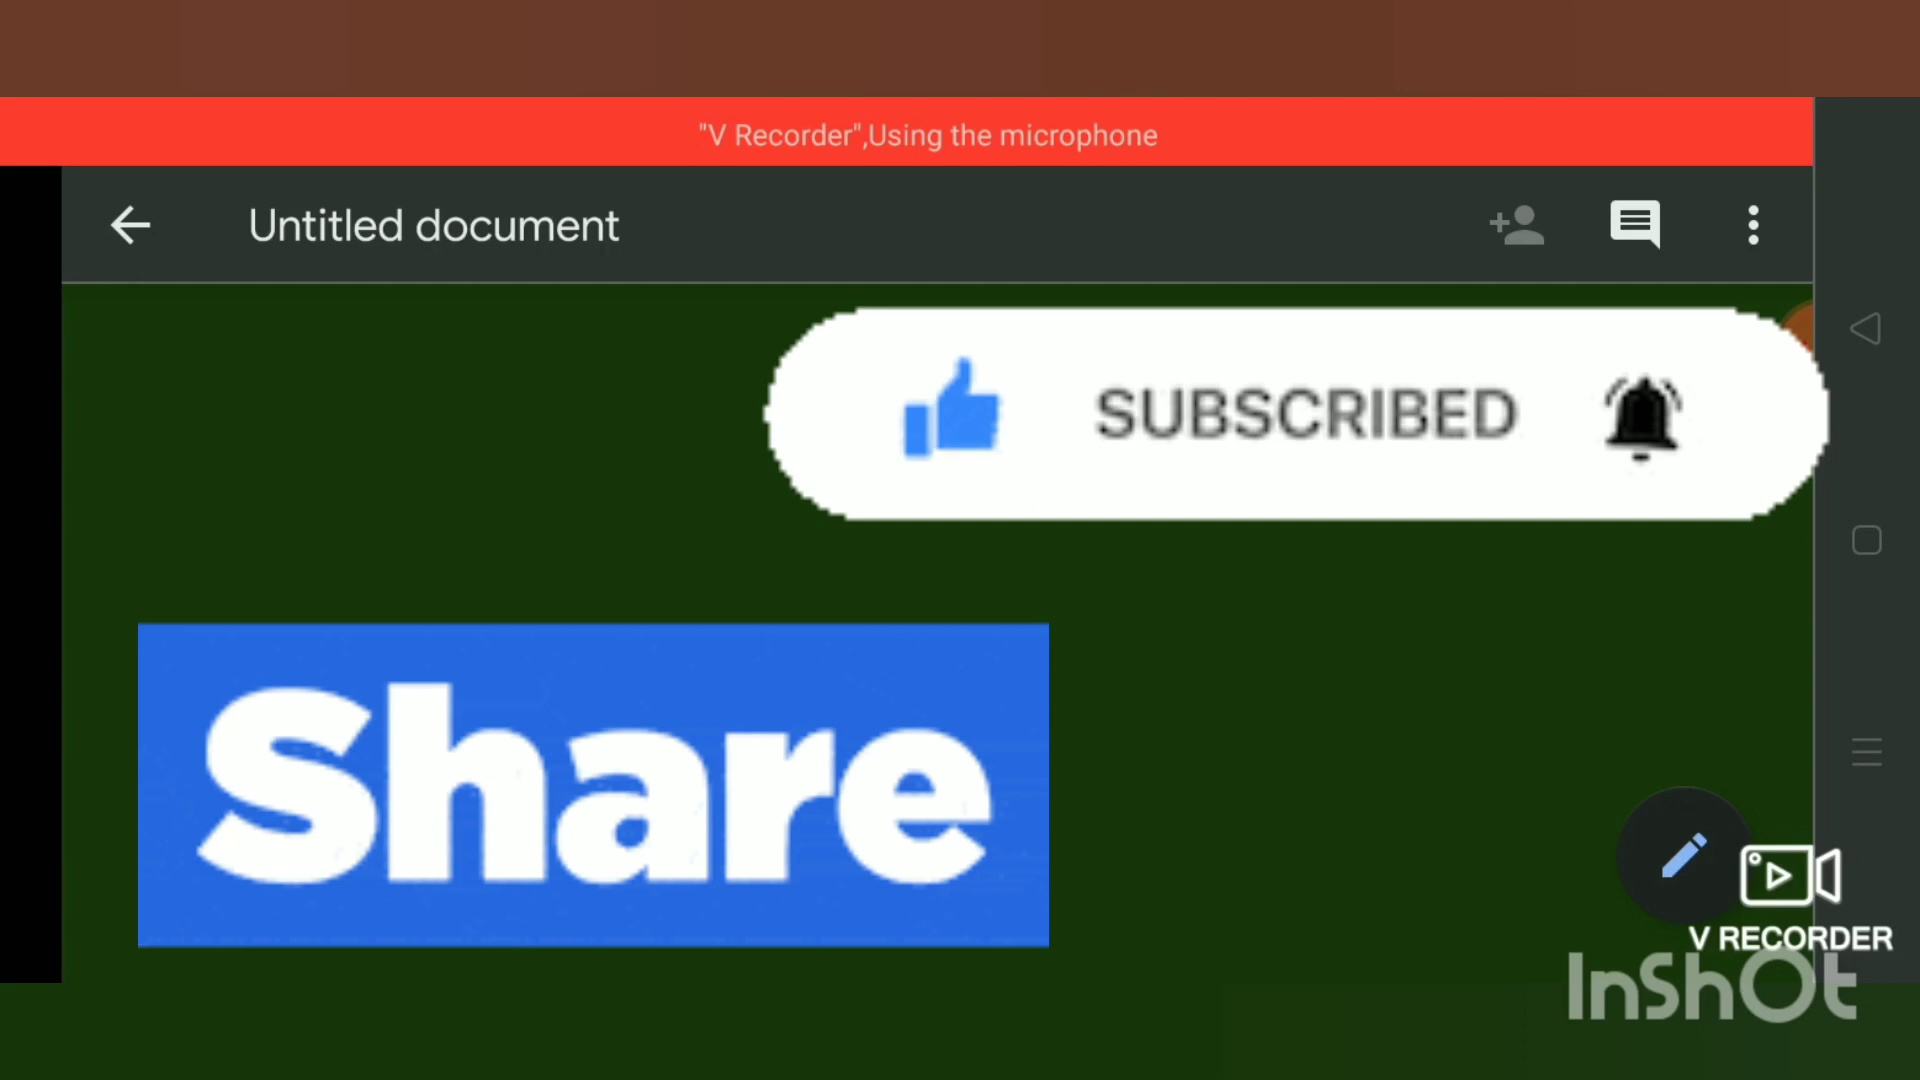 "V Recorder",Using the microphone
Untitled document
SUBSCRIBED
Share
V RECORDER
InShOt